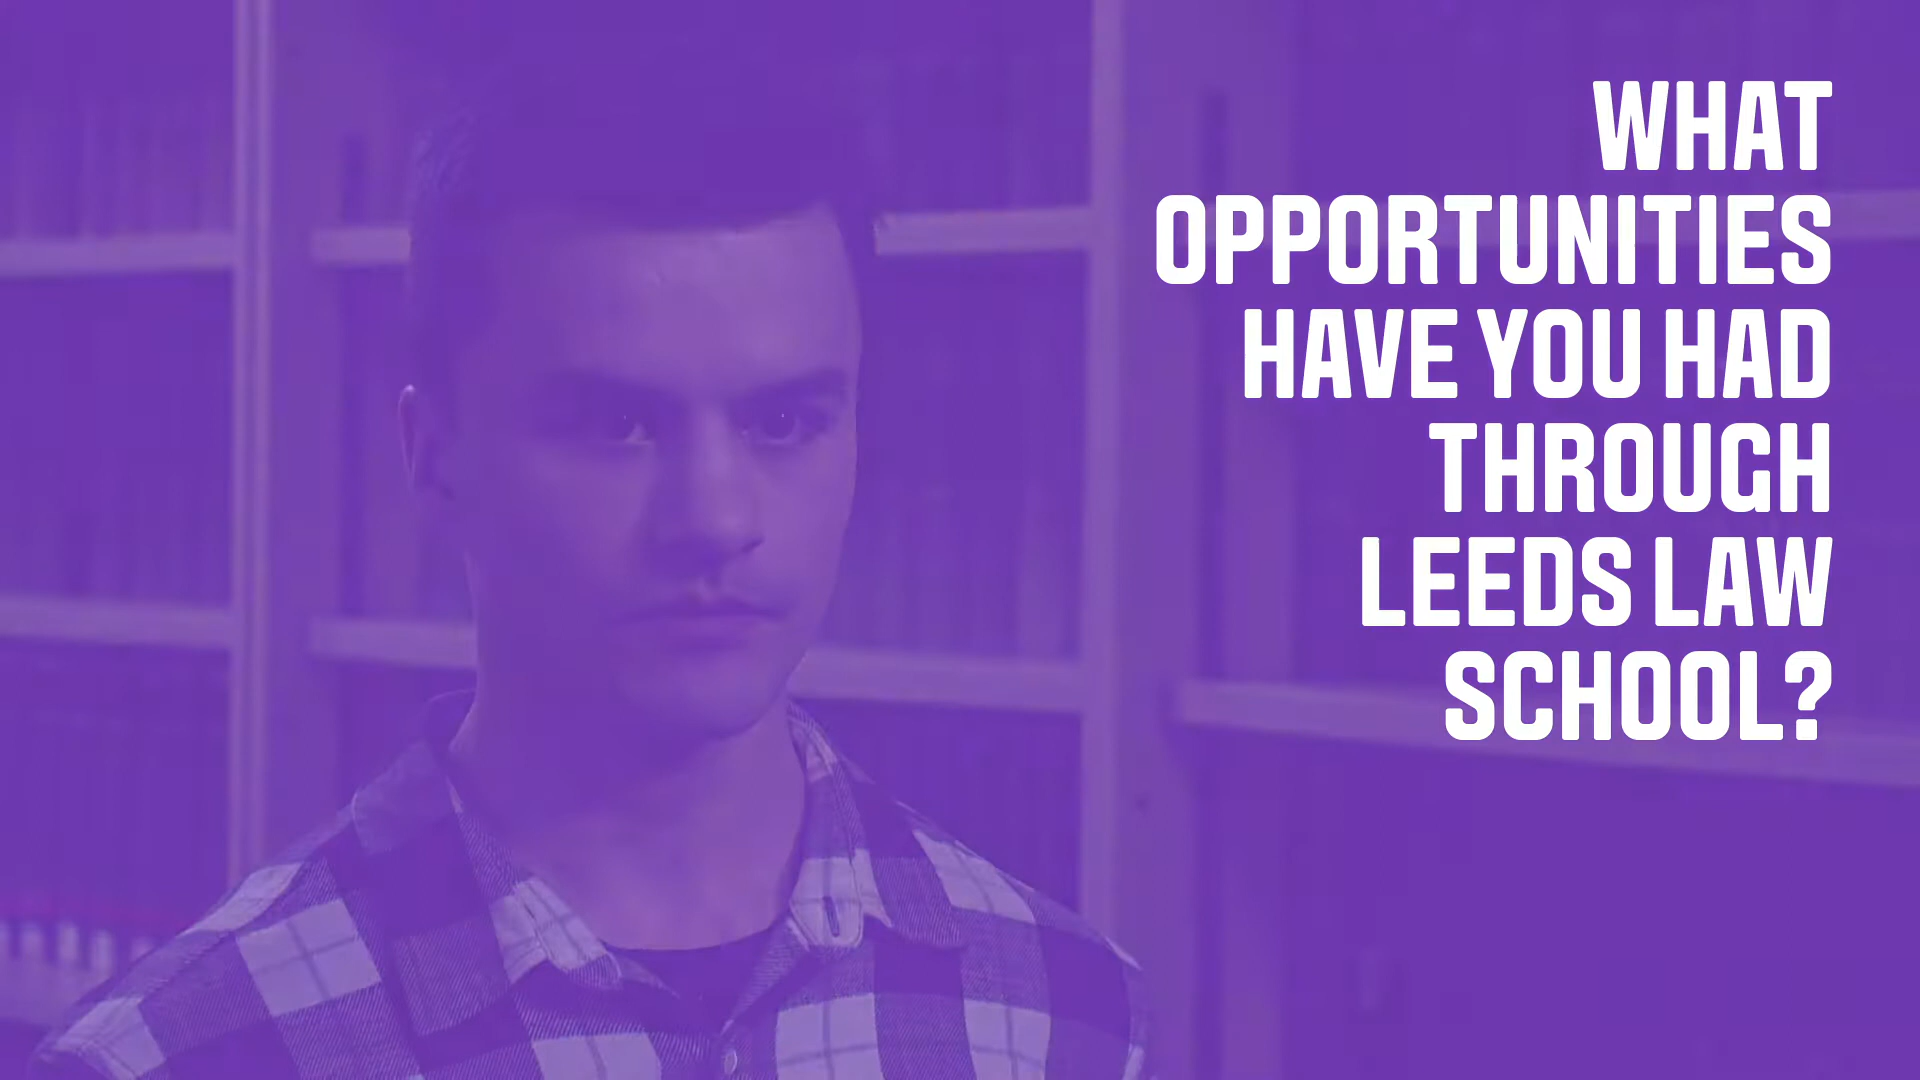 WHAT
OPPORTUNITIES
HAVE YOU HAD
THROUGH
LEEDS LAW
SCHOOL?